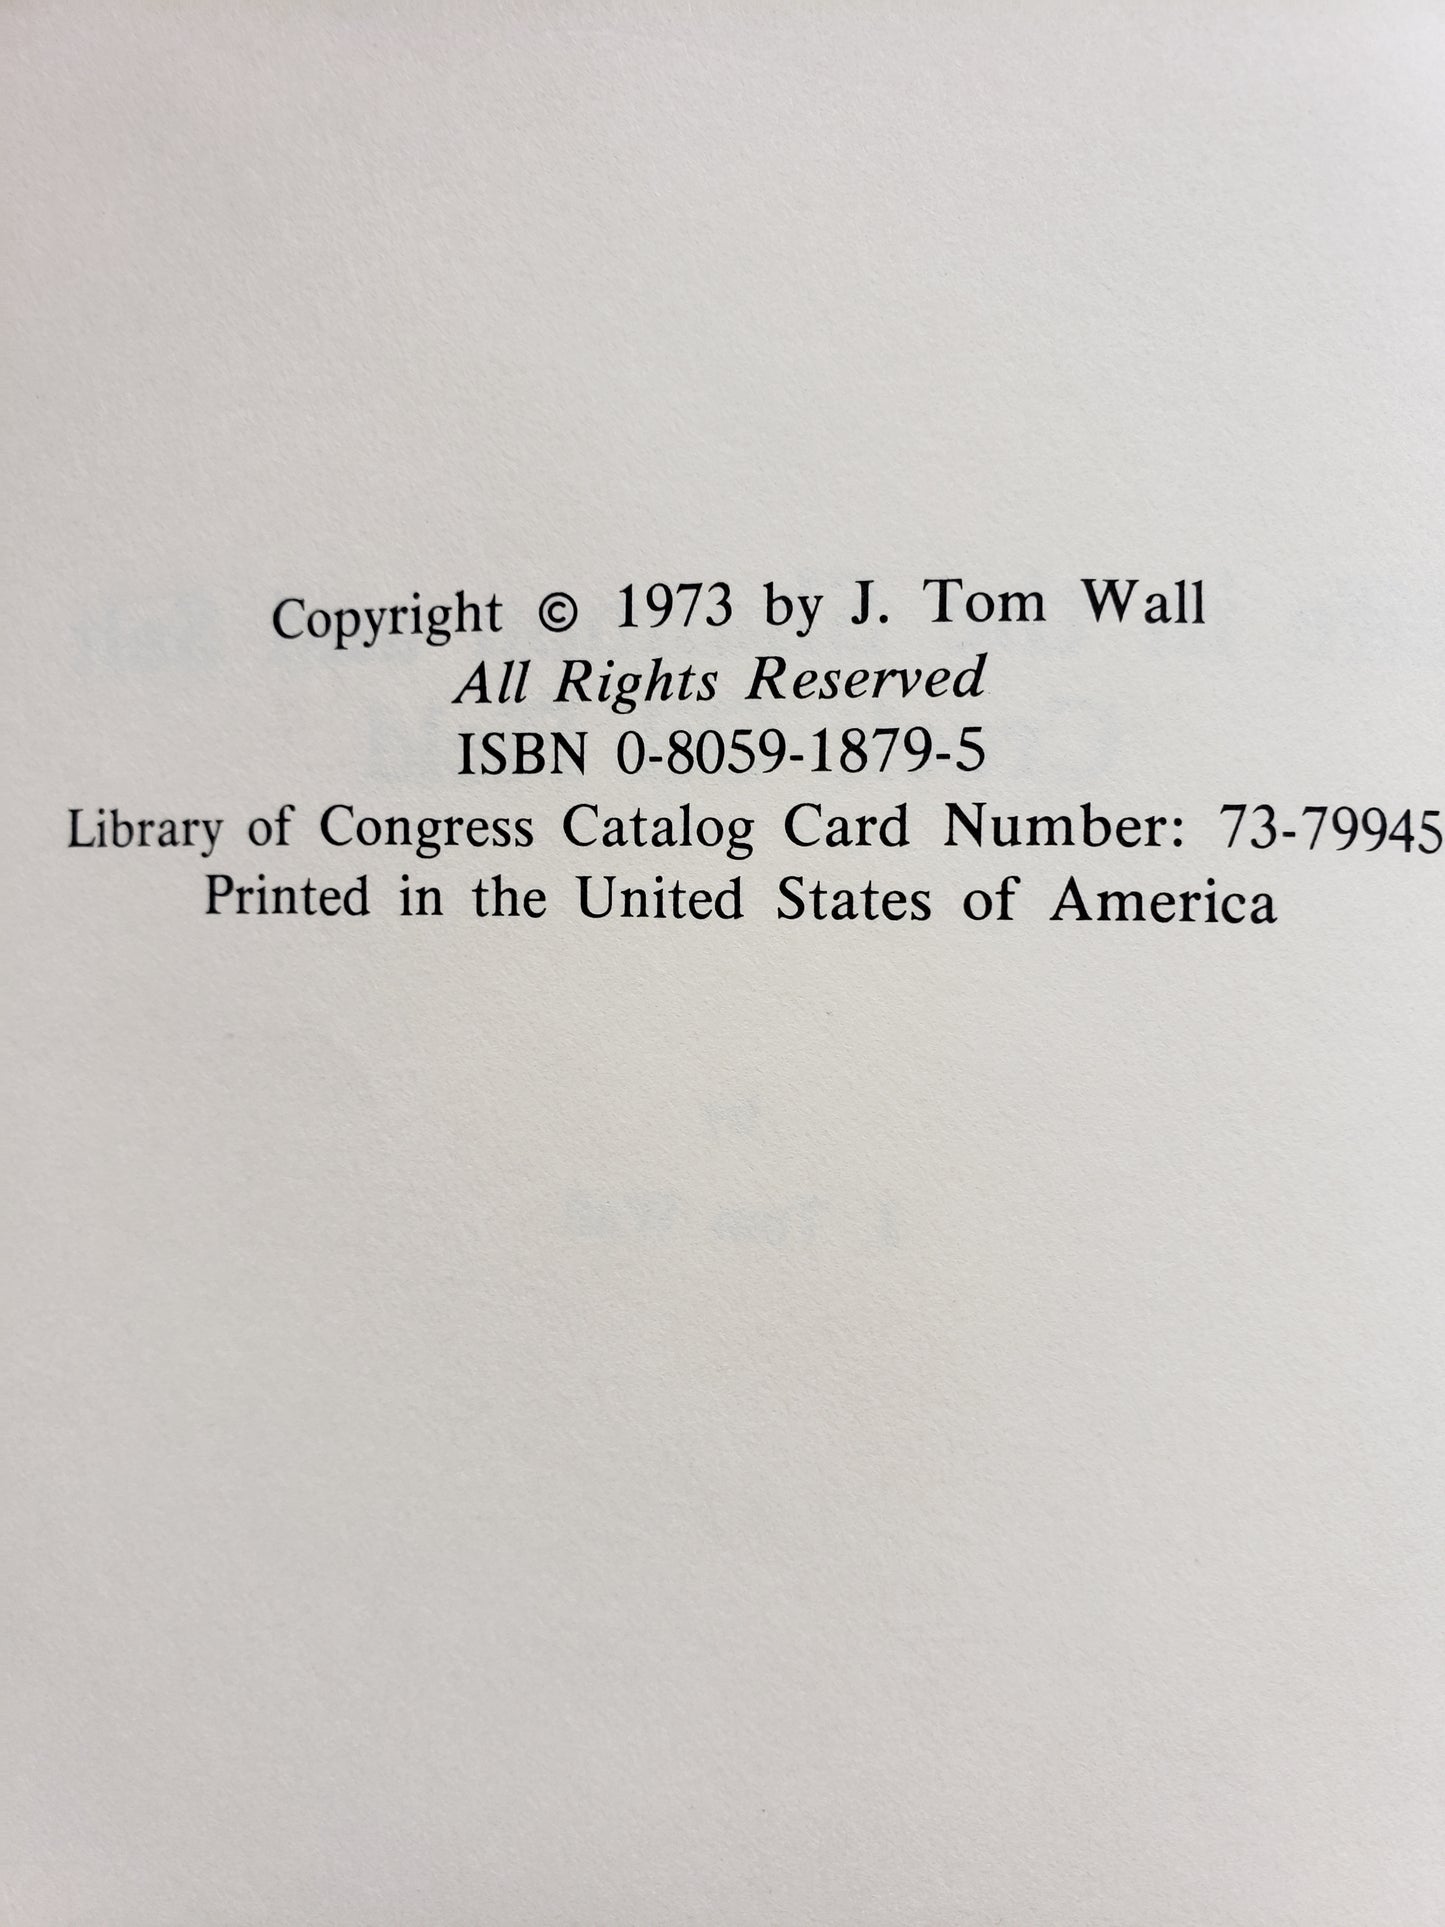 Copyright © 1973 by J. Tom Wall
All Rights Reserved
ISBN 0-8059-1879-5
Library of Congress Catalog Card Number: 73-79945
Printed in the United States of America